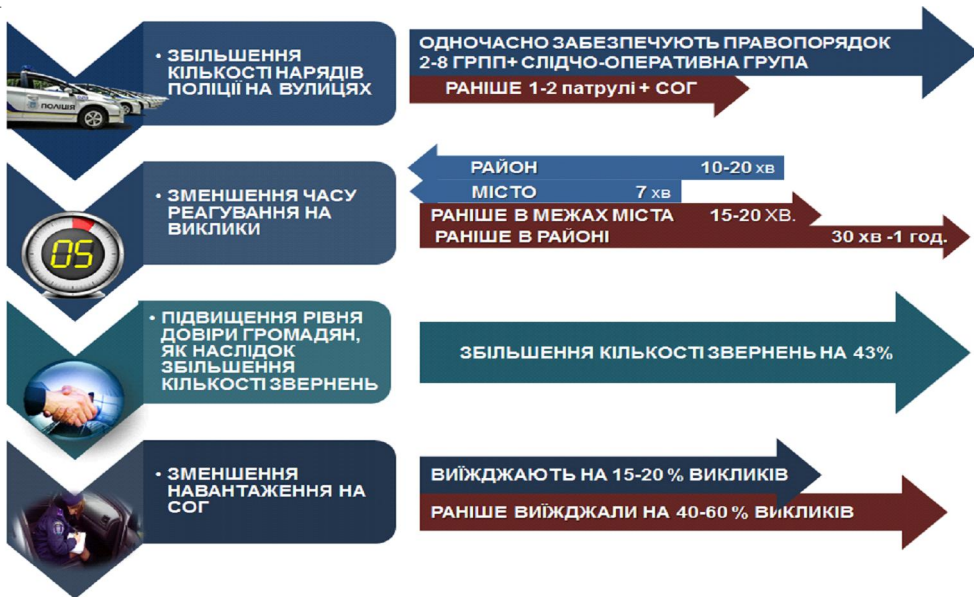 ПОЛІЦІЯ
• ЗБІЛЬШЕННЯ
КІЛЬКОСТІ НАРЯДІВ
ПОЛІЦІЇ НА ВУЛИЦЯХ
ОДНОЧАСНО ЗАБЕЗПЕЧУЮТЬ ПРАВОПОРЯДОК
2-8 ГРПП+ СЛІДЧО-ОПЕРАТИВНА ГРУПА
РАНІШЕ 1-2 патрулі + СОГ
05
• ЗМЕНШЕННЯ ЧАСУ
РЕАГУВАННЯ НА
ВИКЛИКИ
РАЙОН 10-20 хв
МІСТО 7 хв
РАНІШЕ В МЕЖАХ МІСТА 15-20 ХВ.
РАНІШЕ В РАЙОНІ 30 хв -1 год.
• ПІДВИЩЕННЯ РІВНЯ
ДОВІРИ ГРОМАДЯН,
ЯК НАСЛІДОК
ЗБІЛЬШЕННЯ
КІЛЬКОСТІ ЗВЕРНЕНЬ
ЗБІЛЬШЕННЯ КІЛЬКОСТІ ЗВЕРНЕНЬ НА 43%
• ЗМЕНШЕННЯ
НАВАНТАЖЕННЯ НА
СОГ
ВИЇЖДЖАЮТЬ НА 15-20 % ВИКЛИКІВ
РАНІШЕ ВИЇЖДЖАЛИ НА 40-60 % ВИКЛИКІВ